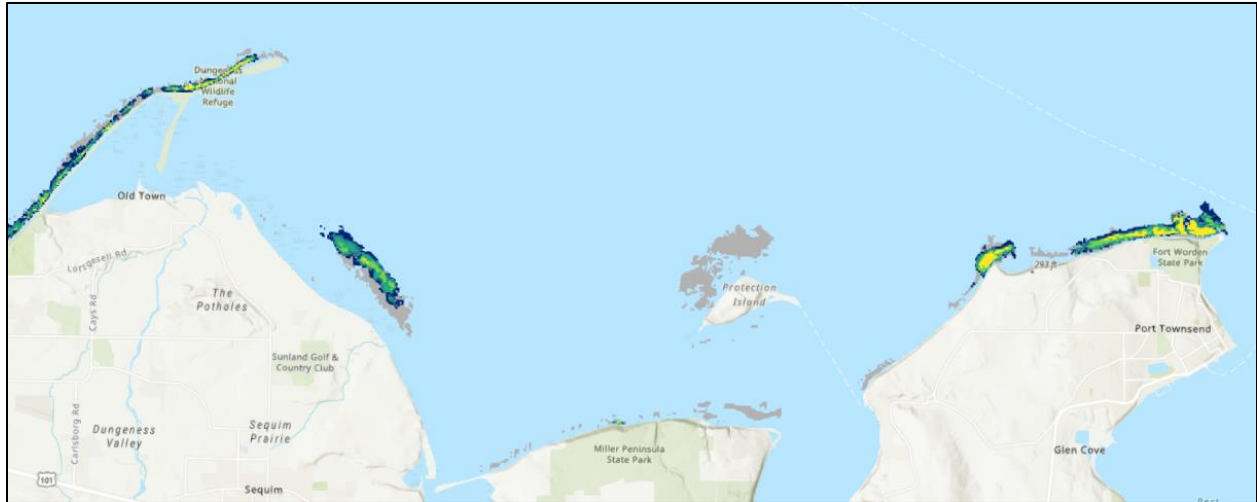 Dungeness
National
Wildlife
Refuge
Old Town
Lotsgesell Rd
Cays Rd
The
Potholes
Sunland Golf &
Country Club
Carlsborg Rd
Dungeness
Valley
Sequim
Prairie
101
Sequim
Protection
Island
Miller Peninsula
State Park
293 ft
Fort Worden
State Park
Port Townsend
Glen Cove